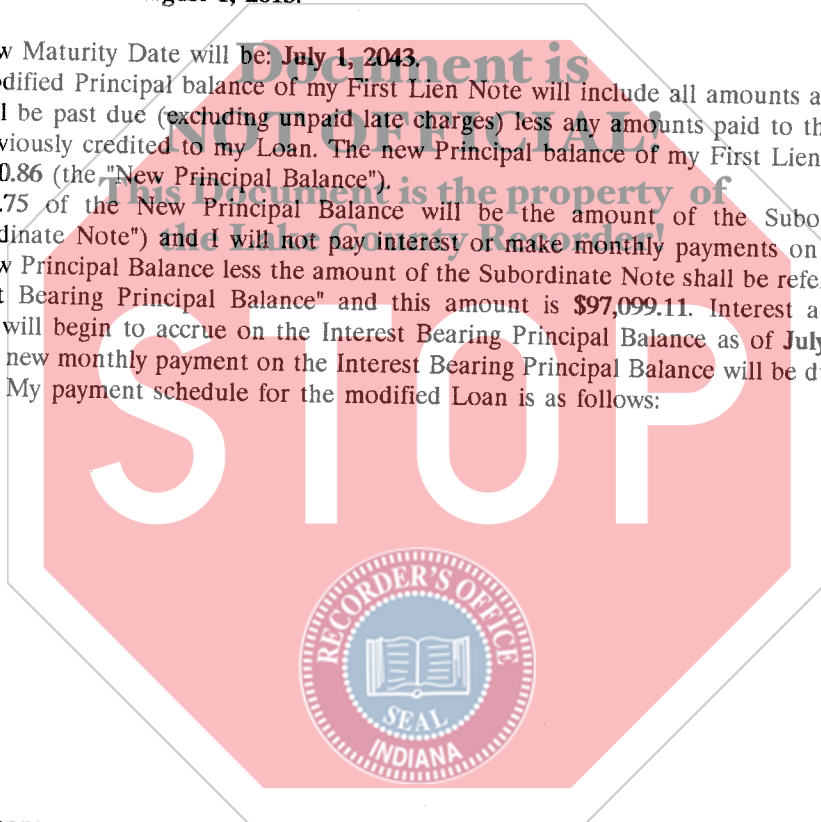 w Maturity Date will be: July 1, 2043.
Document is
dified Principal balance of my First Lien Note will include all amounts a
l be past due (excluding unpaid late charges) less any amounts paid to th
NOT OFFICIAL!
viously credited to my Loan. The new Principal balance of my First Lien
0.86 (the "New Principal Balance").
This Document is the property of
.75 of the New Principal Balance will be the amount of the Subo
dinate Note") and I will not pay interest or make monthly payments on
the Lake County Recorder!
w Principal Balance less the amount of the Subordinate Note shall be refe
t Bearing Principal Balance" and this amount is $97,099.11. Interest a
will begin to accrue on the Interest Bearing Principal Balance as of July
new monthly payment on the Interest Bearing Principal Balance will be d
My payment schedule for the modified Loan is as follows:
STOP
RECORDER'S OFFICE
SEAL
INDIANA